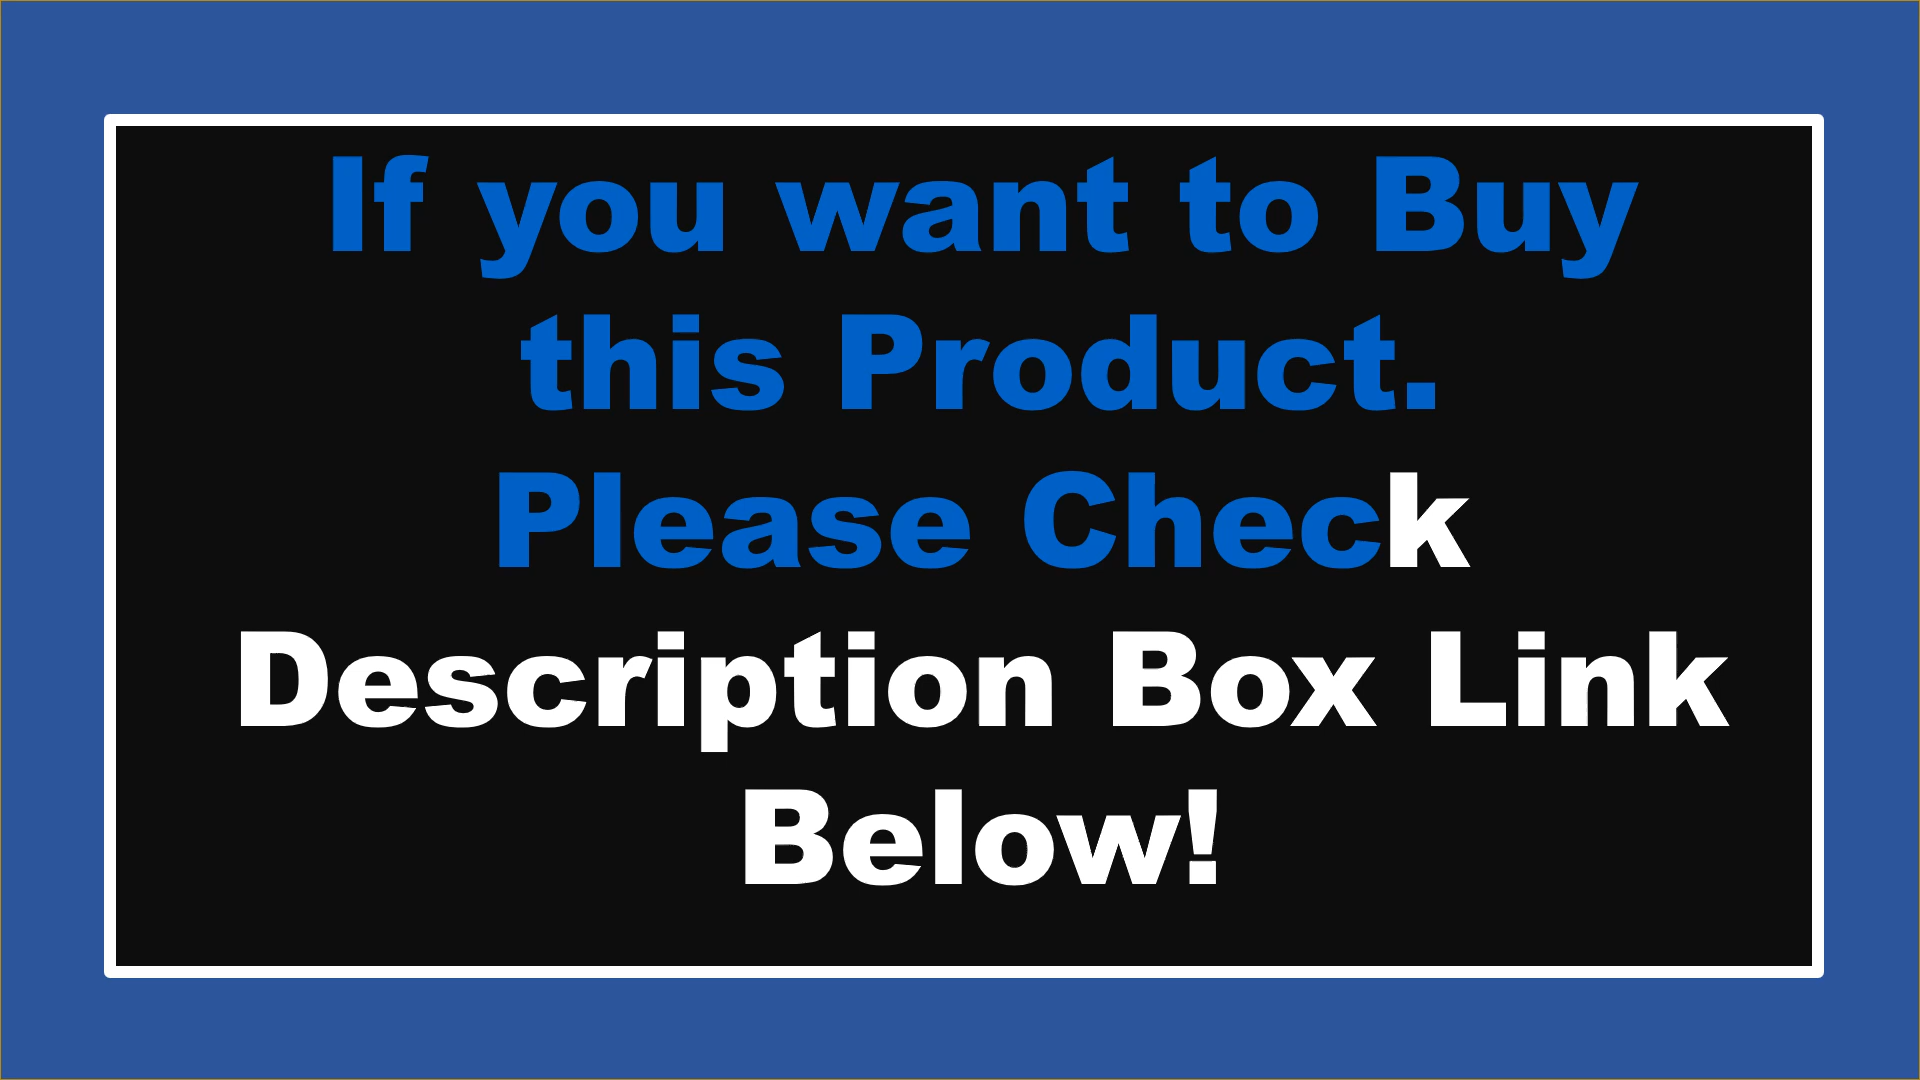 If you want to Buy
this Product.
Please Check
Description Box Link
Below!